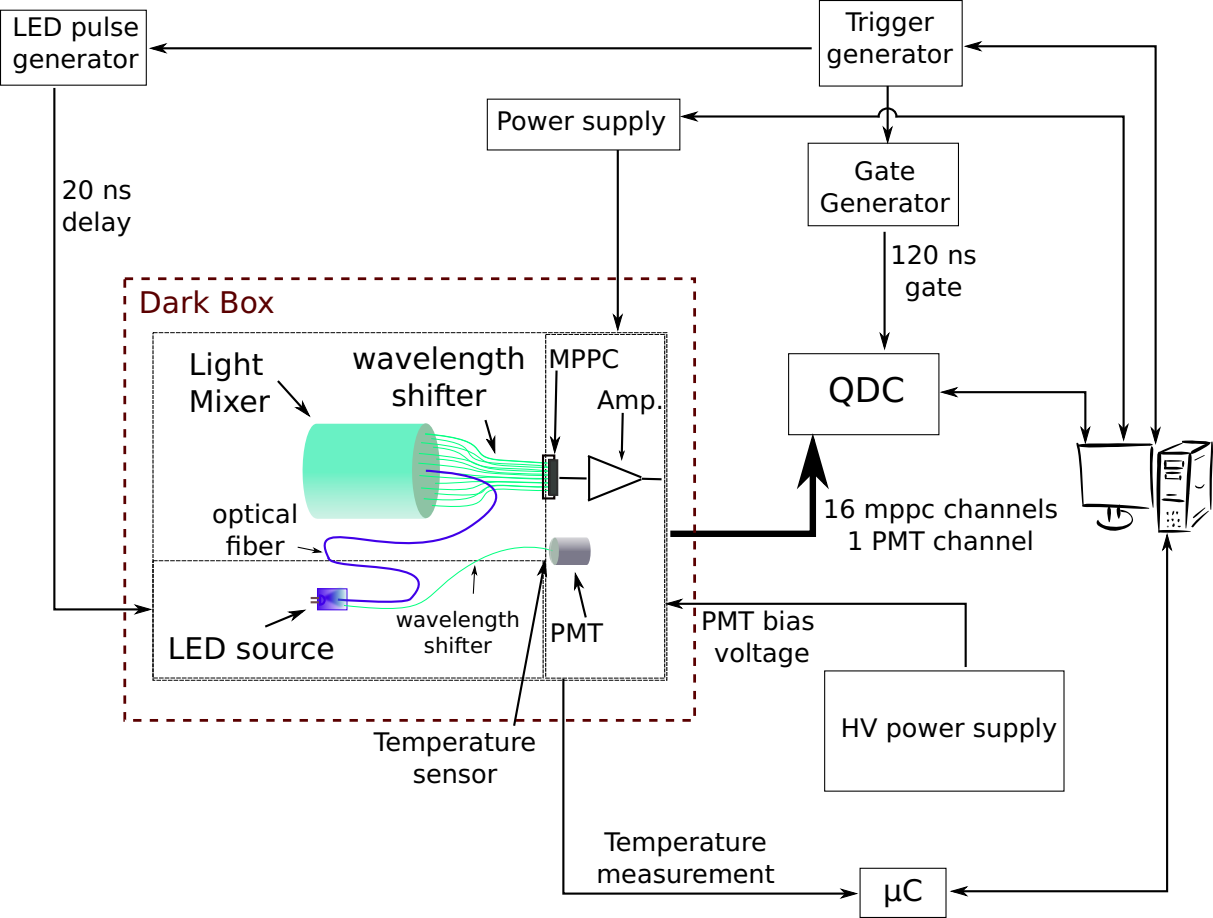 LED pulse
generator
Trigger
generator
Power supply
Gate
Generator
20 ns
delay
120 ns
gate
Dark Box
Light
Mixer
wavelength
shifter
MPPC
Amp.
QDC
optical
fiber
16 mppc channels
1 PMT channel
LED source
wavelength
shifter
PMT
PMT bias
voltage
HV power supply
Temperature
sensor
Temperature
measurement
μC